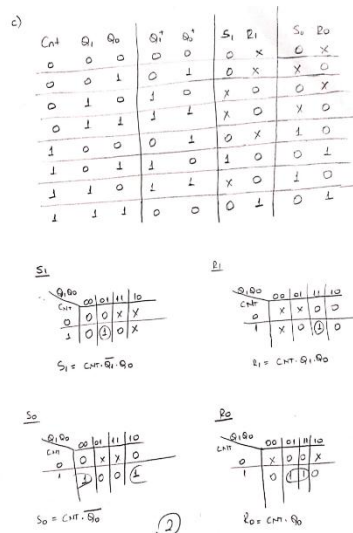 c)
Cnt Q₁ Q₀ Q₁⁺ Q₀⁺ S₁ R₁ S₀ R₀
0 0 0 0 0 0 X 0 X
0 0 1 0 1 0 X X 0
0 1 0 1 0 X 0 0 X
0 1 1 1 1 X 0 X 0
1 0 0 0 1 0 X 1 0
1 0 1 1 0 1 0 0 1
1 1 0 1 1 X 0 1 0
1 1 1 0 0 0 1 0 1
S₁
Q₁Q₀ 00 01 11 10
CNT
0 0 0 X X
1 0 1 0 X
S₁ = CNT.Q̅₁.Q₀
R₁
Q₁Q₀ 00 01 11 10
CNT
0 X X 0 0
1 X 0 1 0
R₁ = CNT.Q₁.Q₀
S₀
Q₁Q₀ 00 01 11 10
CNT
0 0 X X 0
1 1 0 0 1
S₀ = CNT.Q̅₀
R₀
Q₁Q₀ 00 01 11 10
CNT
0 X 0 0 X
1 0 1 1 0
R₀ = CNT.Q₀
2